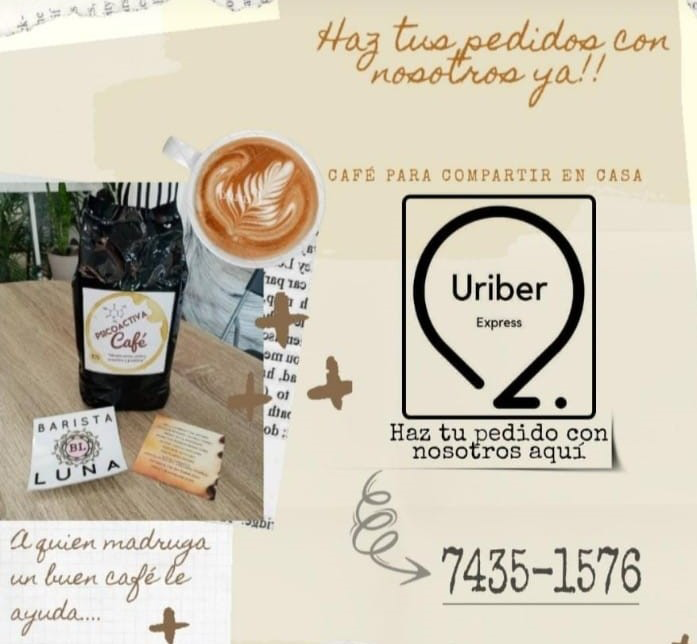 Haz tus pedidos con
nosotros ya!!
CAFÉ PARA COMPARTIR EN CASA
Uriber
Express
Haz tu pedido con
nosotros aquí
7435-1576
PSICOACTIVA
Café
BARISTA
BL
LUNA
A quien madruga
un buen café le
ayuda....